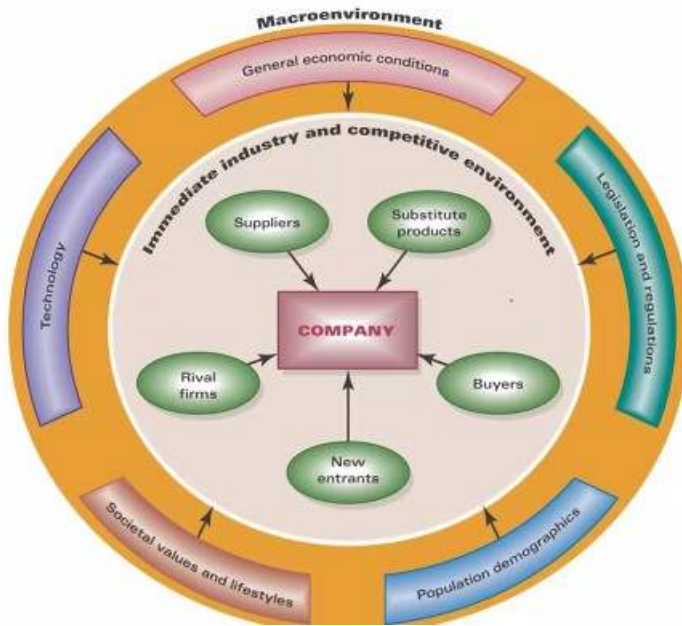 Macroenvironment
General economic conditions
Immediate industry and competitive environment
Technology
Legislation and regulations
Suppliers
Substitute
products
COMPANY
Rival
firms
Buyers
New
entrants
Societal values and lifestyles
Population demographics